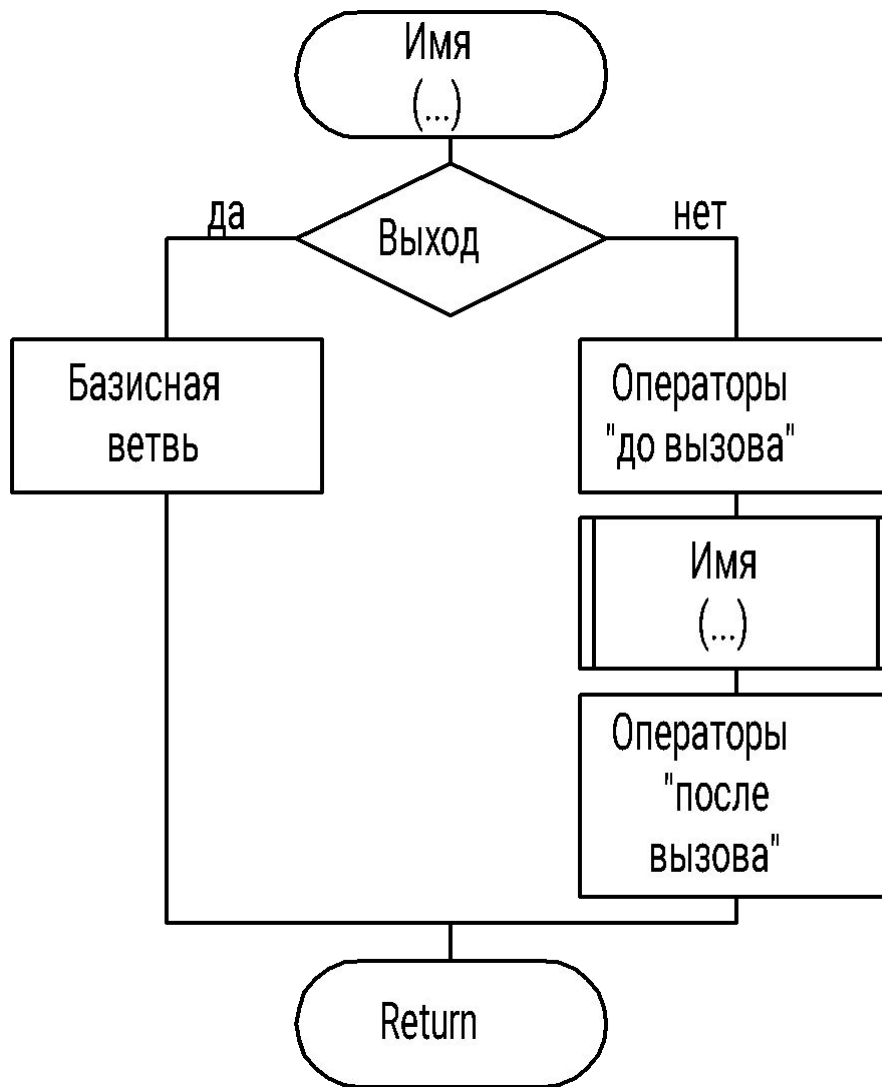 Имя
(...)
да
Выход
нет
Базисная
ветвь
Операторы
"до вызова"
Имя
(...)
Операторы
"после
вызова"
Return